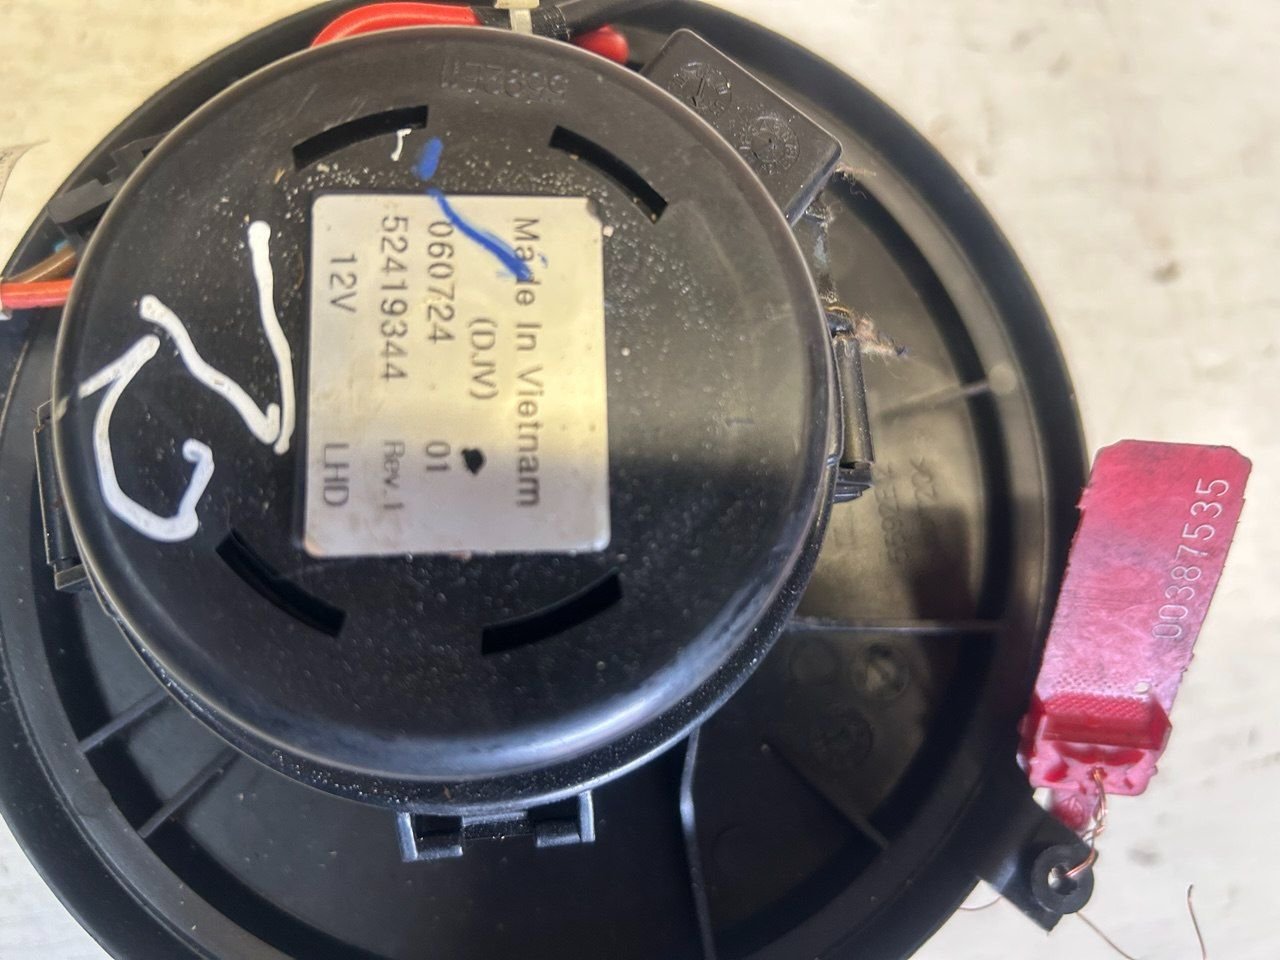 Made In Vietnam
(DJV)
060724 01
52419344 Rev.1
12V LHD
00387535